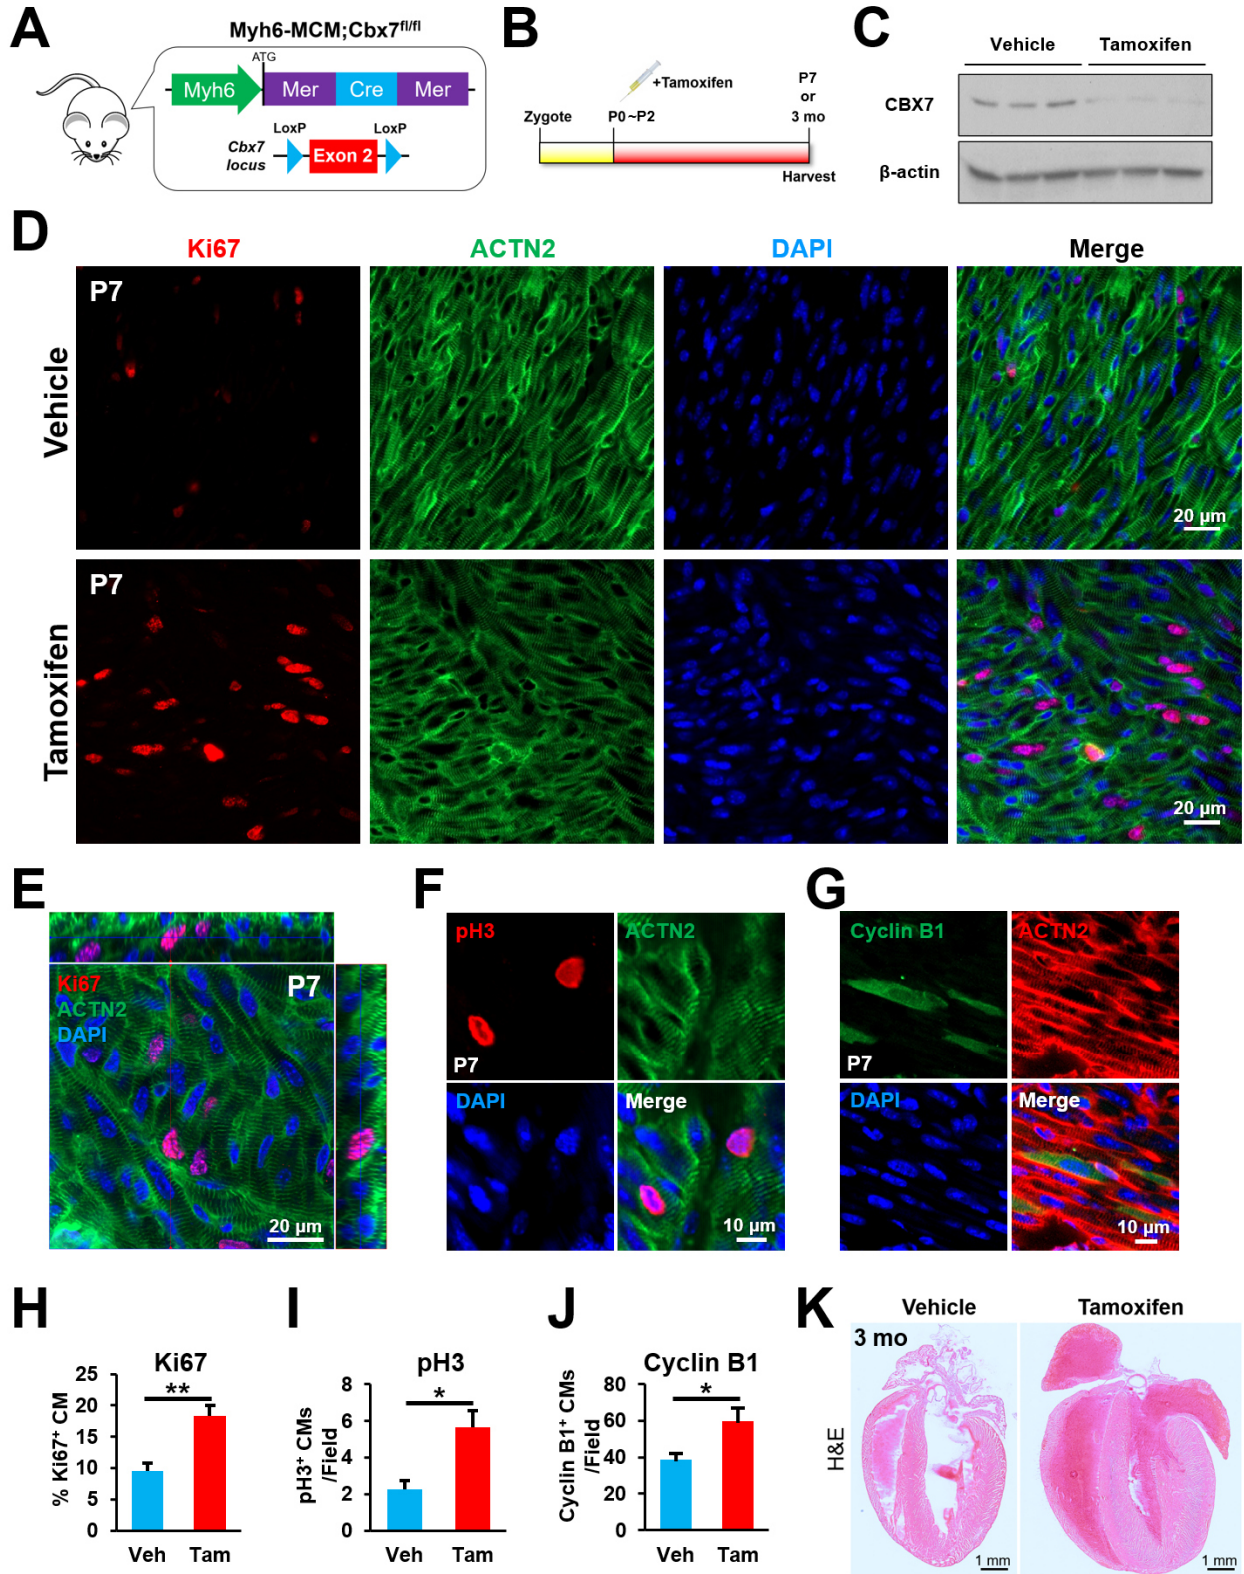 A
Myh6-MCM;Cbx7fl/fl
ATG
Myh6
Mer
Cre
Mer
LoxP
LoxP
Cbx7
locus
Exon 2
B
+Tamoxifen
P7
or
3 mo
Zygote
P0~P2
Harvest
C
Vehicle
Tamoxifen
CBX7
β-actin
D
Ki67
ACTN2
DAPI
Merge
Vehicle
P7
20 µm
Tamoxifen
P7
20 µm
E
Ki67
ACTN2
DAPI
P7
20 µm
F
pH3
ACTN2
P7
DAPI
Merge
10 µm
G
Cyclin B1
ACTN2
P7
DAPI
Merge
10 µm
H
Ki67
% Ki67+ CM
25
20
15
10
5
0
**
Veh
Tam
I
pH3
pH3+ CMs
/Field
8
6
4
2
0
*
Veh
Tam
J
Cyclin B1
Cyclin B1+ CMs
/Field
80
60
40
20
0
*
Veh
Tam
K
Vehicle
Tamoxifen
3 mo
H&E
1 mm
1 mm